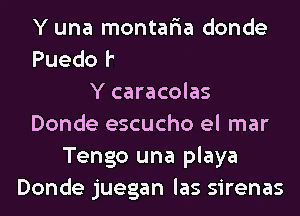 Y una montaña donde
Puedo
Y caracolas
Donde escucho el mar
Tengo una playa
Donde juegan las sirenas